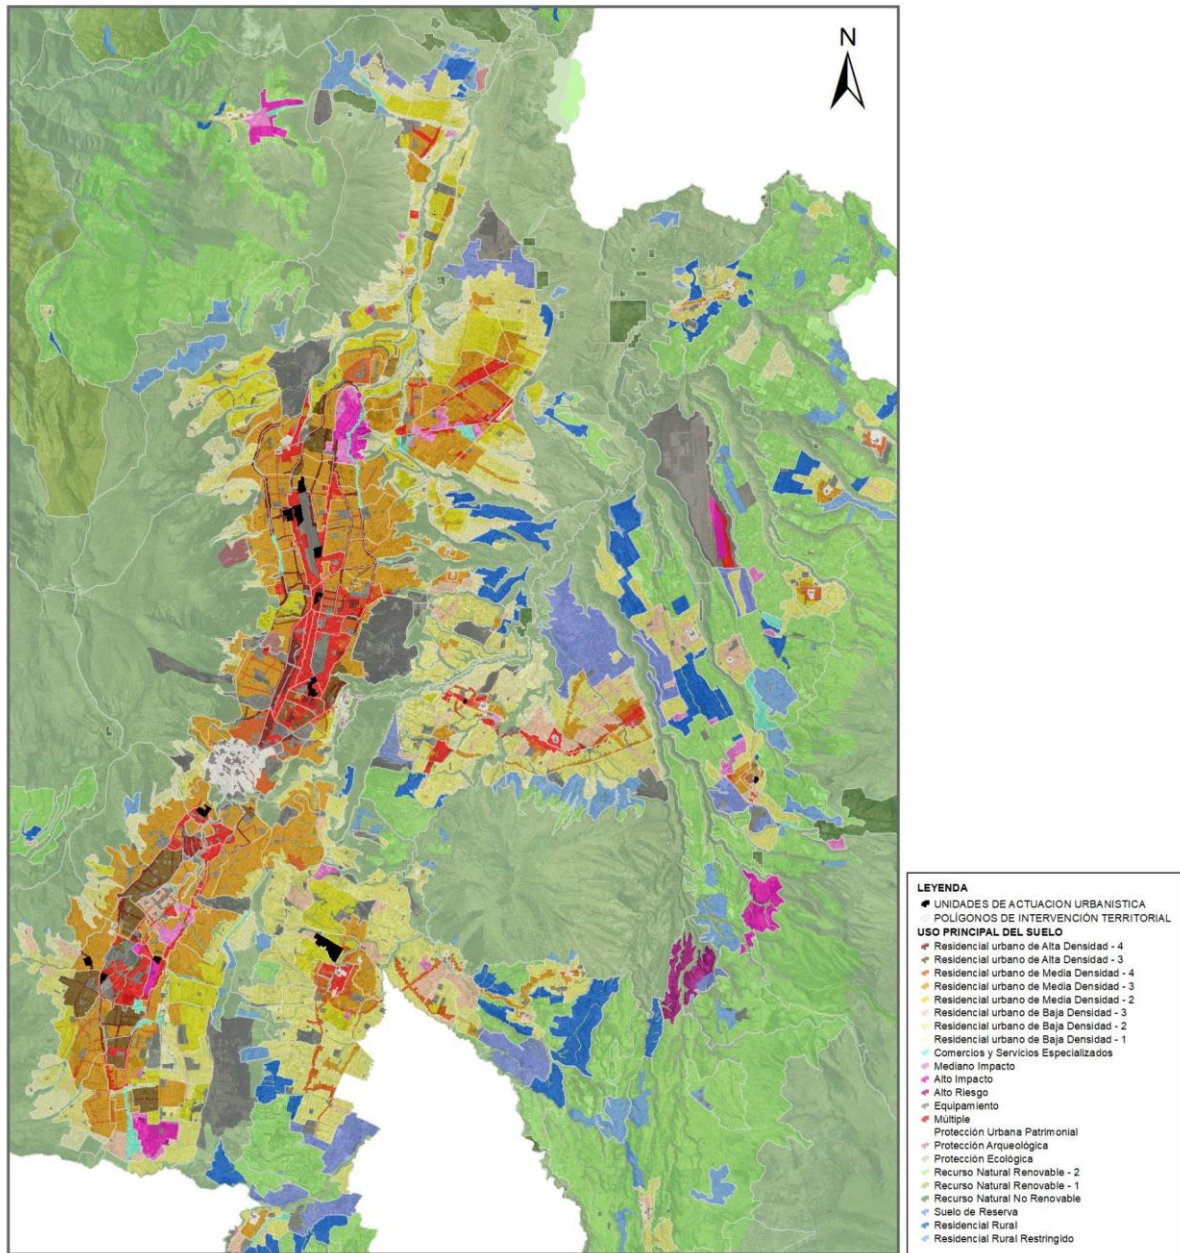 N
LEYENDA
UNIDADES DE ACTUACION URBANISTICA
POLÍGONOS DE INTERVENCIÓN TERRITORIAL
USO PRINCIPAL DEL SUELO
Residencial urbano de Alta Densidad - 4
Residencial urbano de Alta Densidad - 3
Residencial urbano de Media Densidad - 4
Residencial urbano de Media Densidad - 3
Residencial urbano de Media Densidad - 2
Residencial urbano de Baja Densidad - 3
Residencial urbano de Baja Densidad - 2
Residencial urbano de Baja Densidad - 1
Comercios y Servicios Especializados
Mediano Impacto
Alto Impacto
Alto Riesgo
Equipamiento
Múltiple
Protección Urbana Patrimonial
Protección Arqueológica
Protección Ecológica
Recurso Natural Renovable - 2
Recurso Natural Renovable - 1
Recurso Natural No Renovable
Suelo de Reserva
Residencial Rural
Residencial Rural Restringido